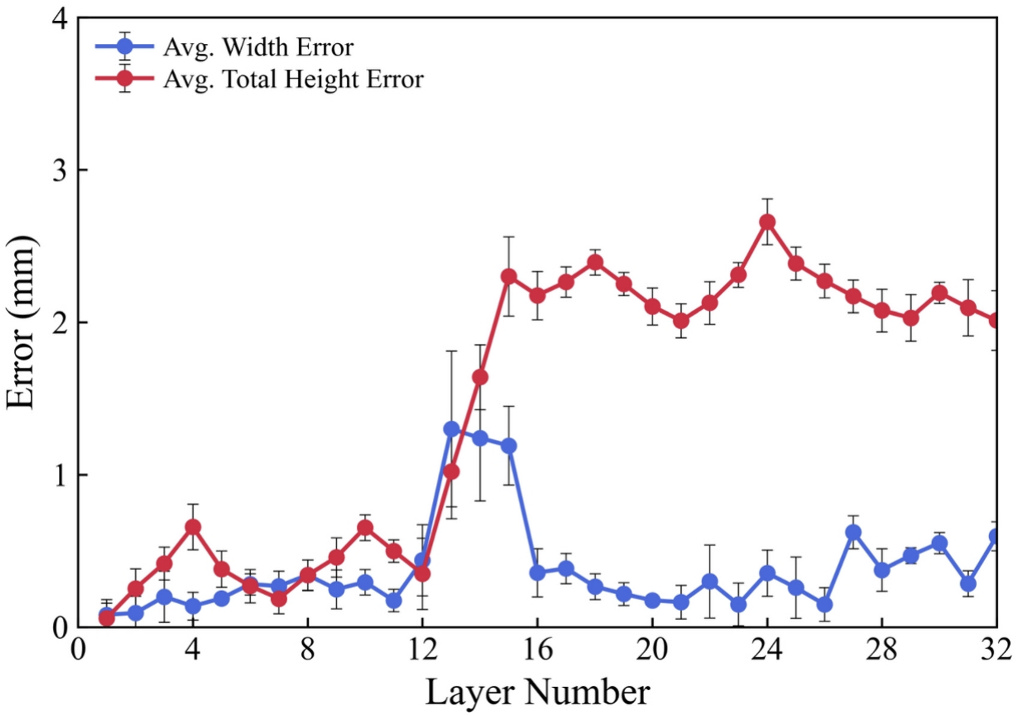 4
Avg. Width Error
Avg. Total Height Error
3
2
1
0
Error (mm)
0 4 8 12 16 20 24 28 32
Layer Number